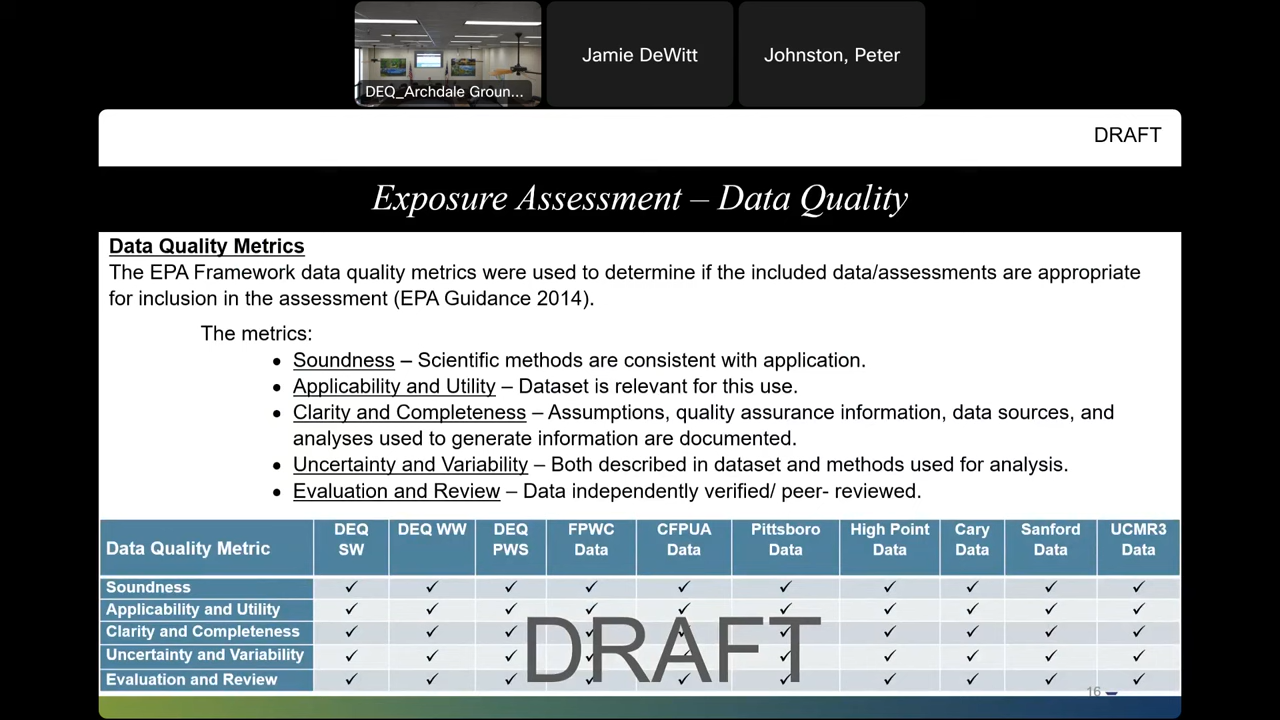 Jamie DeWitt
Johnston, Peter
DEQ_Archdale Groun...
DRAFT
Exposure Assessment – Data Quality
Data Quality Metrics
The EPA Framework data quality metrics were used to determine if the included data/assessments are appropriate
for inclusion in the assessment (EPA Guidance 2014).
The metrics:
• Soundness – Scientific methods are consistent with application.
• Applicability and Utility – Dataset is relevant for this use.
• Clarity and Completeness – Assumptions, quality assurance information, data sources, and
analyses used to generate information are documented.
• Uncertainty and Variability – Both described in dataset and methods used for analysis.
• Evaluation and Review – Data independently verified/ peer- reviewed.
Data Quality Metric DEQ SW DEQ WW DEQ PWS FPWC Data CFPUA Data Pittsboro Data High Point Data Cary Data Sanford Data UCMR3 Data
Soundness ✓ ✓ ✓ ✓ ✓ ✓ ✓ ✓ ✓ ✓
Applicability and Utility ✓ ✓ ✓ ✓ ✓ ✓ ✓ ✓ ✓ ✓
Clarity and Completeness ✓ ✓ ✓ ✓ ✓ ✓ ✓ ✓ ✓ ✓
Uncertainty and Variability ✓ ✓ ✓ ✓ ✓ ✓ ✓ ✓ ✓ ✓
Evaluation and Review ✓ ✓ ✓ ✓ ✓ ✓ ✓ ✓ ✓ ✓
DRAFT
16